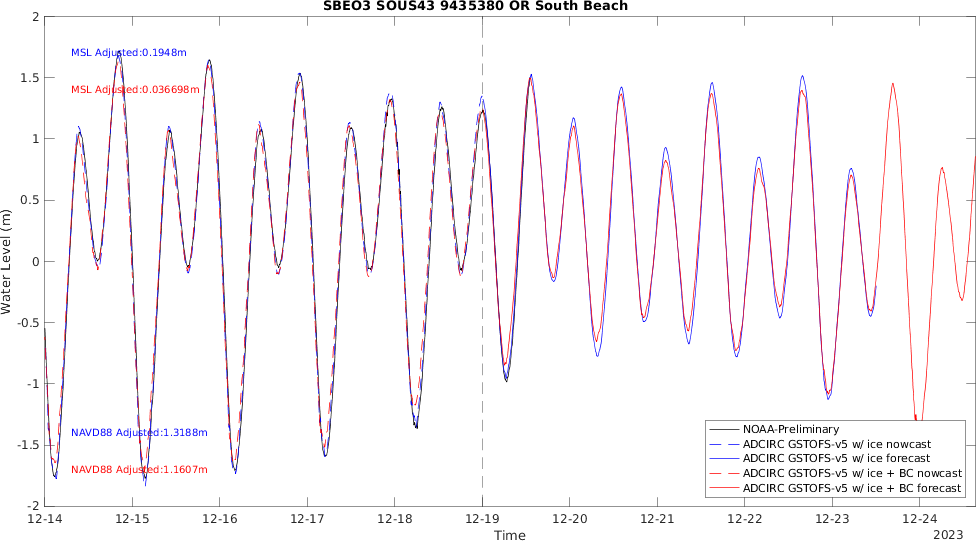 SBEO3 SOUS43 9435380 OR South Beach
2
1.5
1
0.5
0
-0.5
-1
-1.5
-2
Water Level (m)
MSL Adjusted:0.1948m
MSL Adjusted:0.036698m
NAVD88 Adjusted:1.3188m
NAVD88 Adjusted:1.1607m
NOAA-Preliminary
ADCIRC GSTOFS-v5 w/ ice nowcast
ADCIRC GSTOFS-v5 w/ ice forecast
ADCIRC GSTOFS-v5 w/ ice + BC nowcast
ADCIRC GSTOFS-v5 w/ ice + BC forecast
12-14 12-15 12-16 12-17 12-18 12-19 12-20 12-21 12-22 12-23 12-24
Time
2023